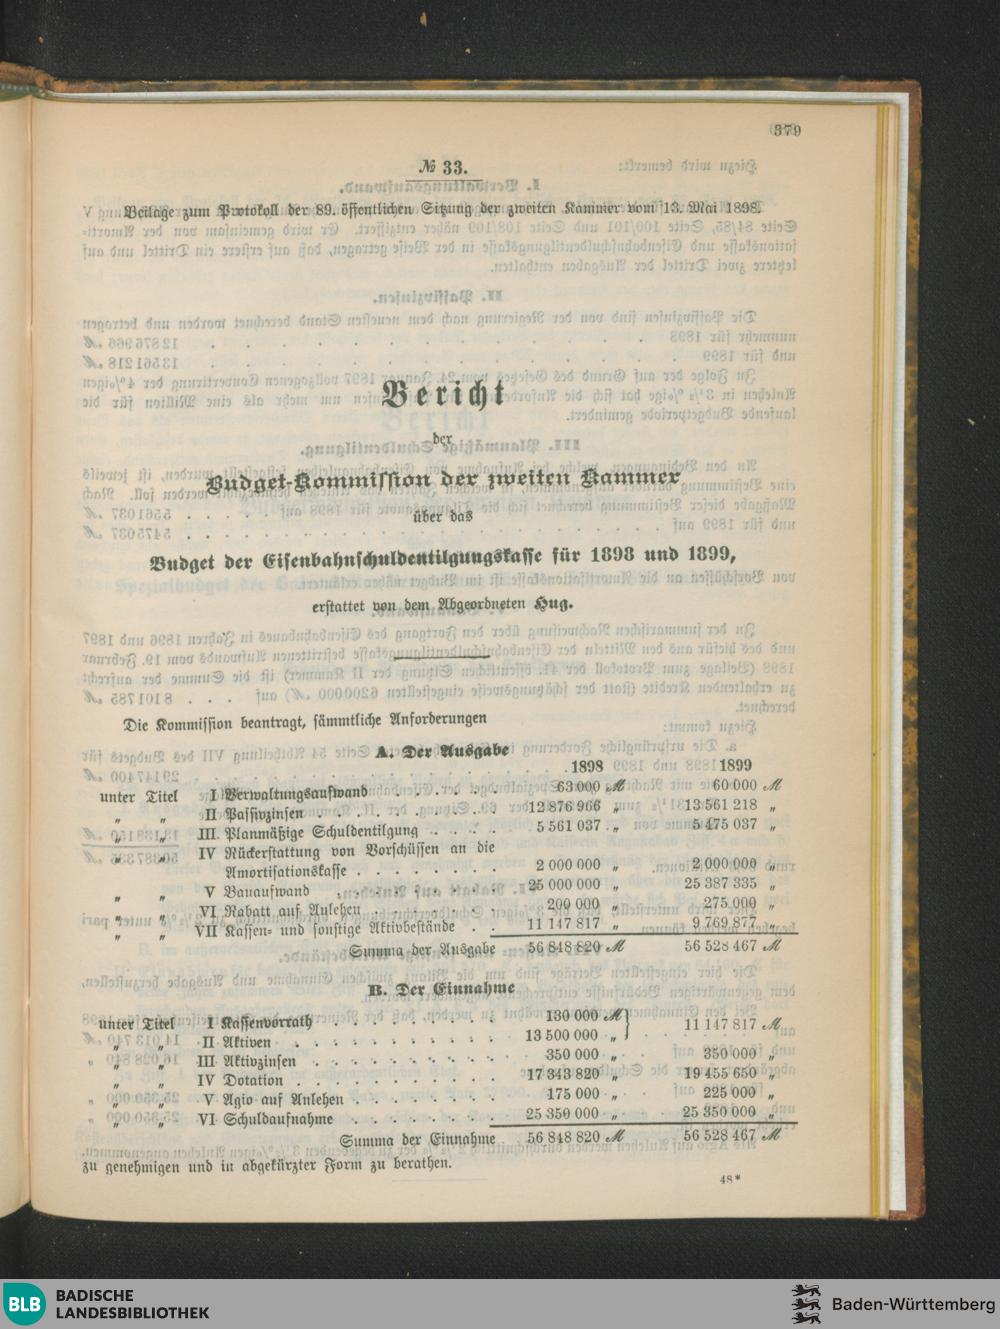 379
№ 33.
Beilage zum Protokoll der 89. öffentlichen Sitzung der zweiten Kammer vom 13. Mai 1898.
Bericht
der
Budget-Kommission der zweiten Kammer
über das
Budget der Eisenbahnschuldentilgungskasse für 1898 und 1899,
erstattet von dem Abgeordneten Hug.
Die Kommission beantragt, sämmtliche Anforderungen
A. Der Ausgabe
1898 1899
unter Titel I Verwaltungsaufwand . . . . . . 63 000 ℳ 60 000 ℳ
„ „ II Passivzinsen . . . . . . . . 12 876 966 „ 13 561 218 „
„ „ III Planmäßige Schuldentilgung . . . . 5 561 037 „ 5 475 037 „
„ „ IV Rückerstattung von Vorschüssen an die
Amortisationskasse . . . . . . . . 2 000 000 „ 2 000 000 „
„ „ V Bauaufwand . . . . . . . . 25 000 000 „ 25 387 335 „
„ „ VI Rabatt auf Anlehen . . . . . . . 200 000 „ 275 000 „
„ „ VII Kassen- und sonstige Aktivbestände . . 11 147 817 „ 9 769 877 „
Summa der Ausgabe 56 848 820 ℳ 56 528 467 ℳ
B. Der Einnahme
unter Titel I Kassenvorrath . . . . . . . . 130 000 ℳ } 11 147 817 ℳ
„ „ II Aktiven . . . . . . . . . . 13 500 000 „
„ „ III Aktivzinsen . . . . . . . . . 350 000 „ 350 000 „
„ „ IV Dotation . . . . . . . . . 17 343 820 „ 19 455 650 „
„ „ V Agio auf Anlehen . . . . . . . 175 000 „ 225 000 „
„ „ VI Schuldaufnahme . . . . . . . 25 350 000 „ 25 350 000 „
Summa der Einnahme 56 848 820 ℳ 56 528 467 ℳ
zu genehmigen und in abgekürzter Form zu berathen.
48*
BLB BADISCHE
LANDESBIBLIOTHEK
Baden-Württemberg